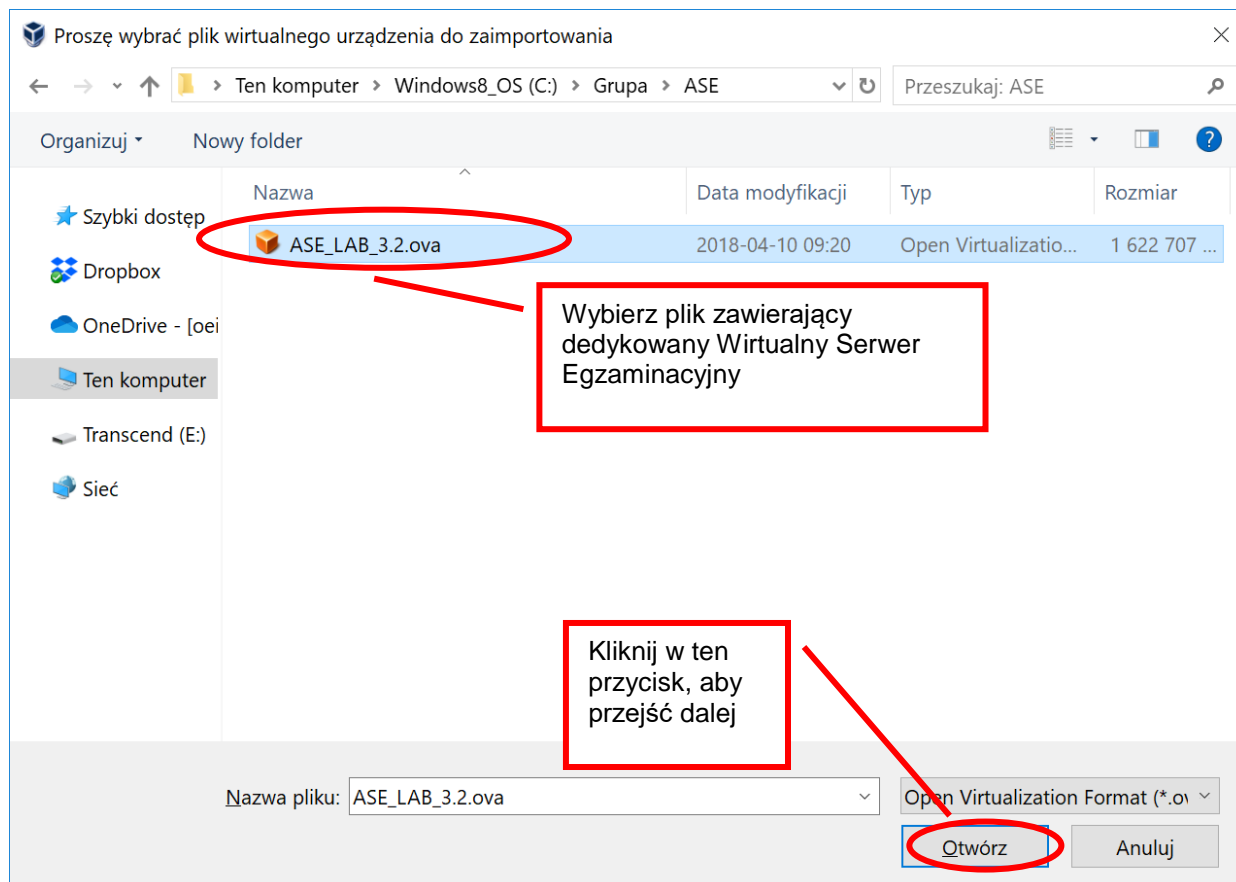 Proszę wybrać plik wirtualnego urządzenia do zaimportowania
Ten komputer > Windows8_OS (C:) > Grupa > ASE
Przeszukaj: ASE
Organizuj
Nowy folder
Nazwa
Data modyfikacji
Typ
Rozmiar
Szybki dostęp
Dropbox
OneDrive - [oei
Ten komputer
Transcend (E:)
Sieć
ASE_LAB_3.2.ova
2018-04-10 09:20
Open Virtualizatio...
1 622 707 ...
Wybierz plik zawierający
dedykowany Wirtualny Serwer
Egzaminacyjny
Kliknij w ten
przycisk, aby
przejść dalej
Nazwa pliku:
ASE_LAB_3.2.ova
Open Virtualization Format (*.ov
Otwórz
Anuluj